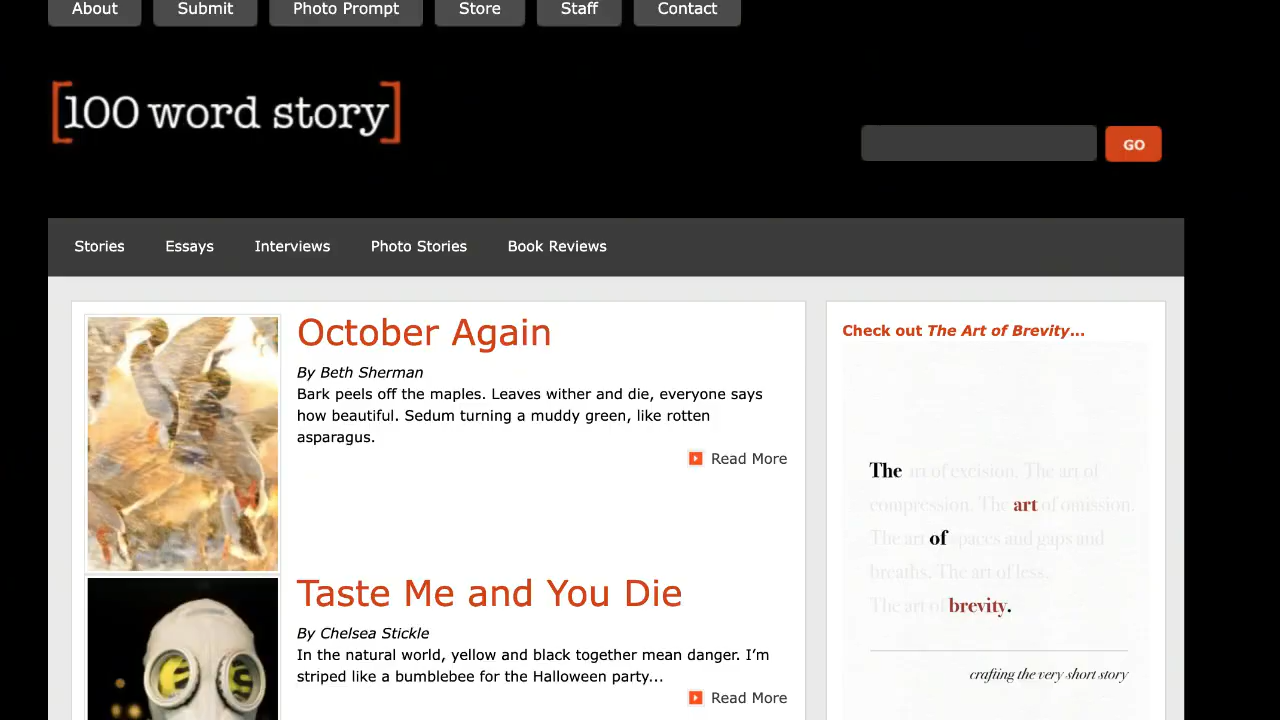 About Submit Photo Prompt Store Staff Contact
[100 word story]
GO
Stories Essays Interviews Photo Stories Book Reviews
October Again
By Beth Sherman
Bark peels off the maples. Leaves wither and die, everyone says
how beautiful. Sedum turning a muddy green, like rotten
asparagus.
Read More
Taste Me and You Die
By Chelsea Stickle
In the natural world, yellow and black together mean danger. I’m
striped like a bumblebee for the Halloween party...
Read More
Check out The Art of Brevity...
The art of excision. The art of
compression. The art of omission.
The art of spaces and gaps and
breaths. The art of less.
The art of brevity.
crafting the very short story